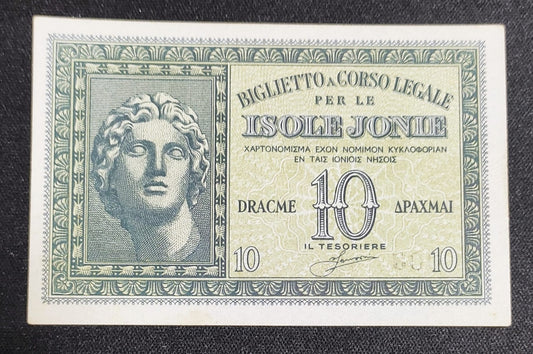 BIGLIETTO A CORSO LEGALE
PER LE
ISOLE JONIE
ΧΑΡΤΟΝΟΜΙΣΜΑ ΕΧΟΝ ΝΟΜΙΜΟΝ ΚΥΚΛΟΦΟΡΙΑΝ
ΕΝ ΤΑΙΣ ΙΟΝΙΟΙΣ ΝΗΣΟΙΣ
DRACME 10 ΔΡΑΧΜΑΙ
IL TESORIERE
10 10